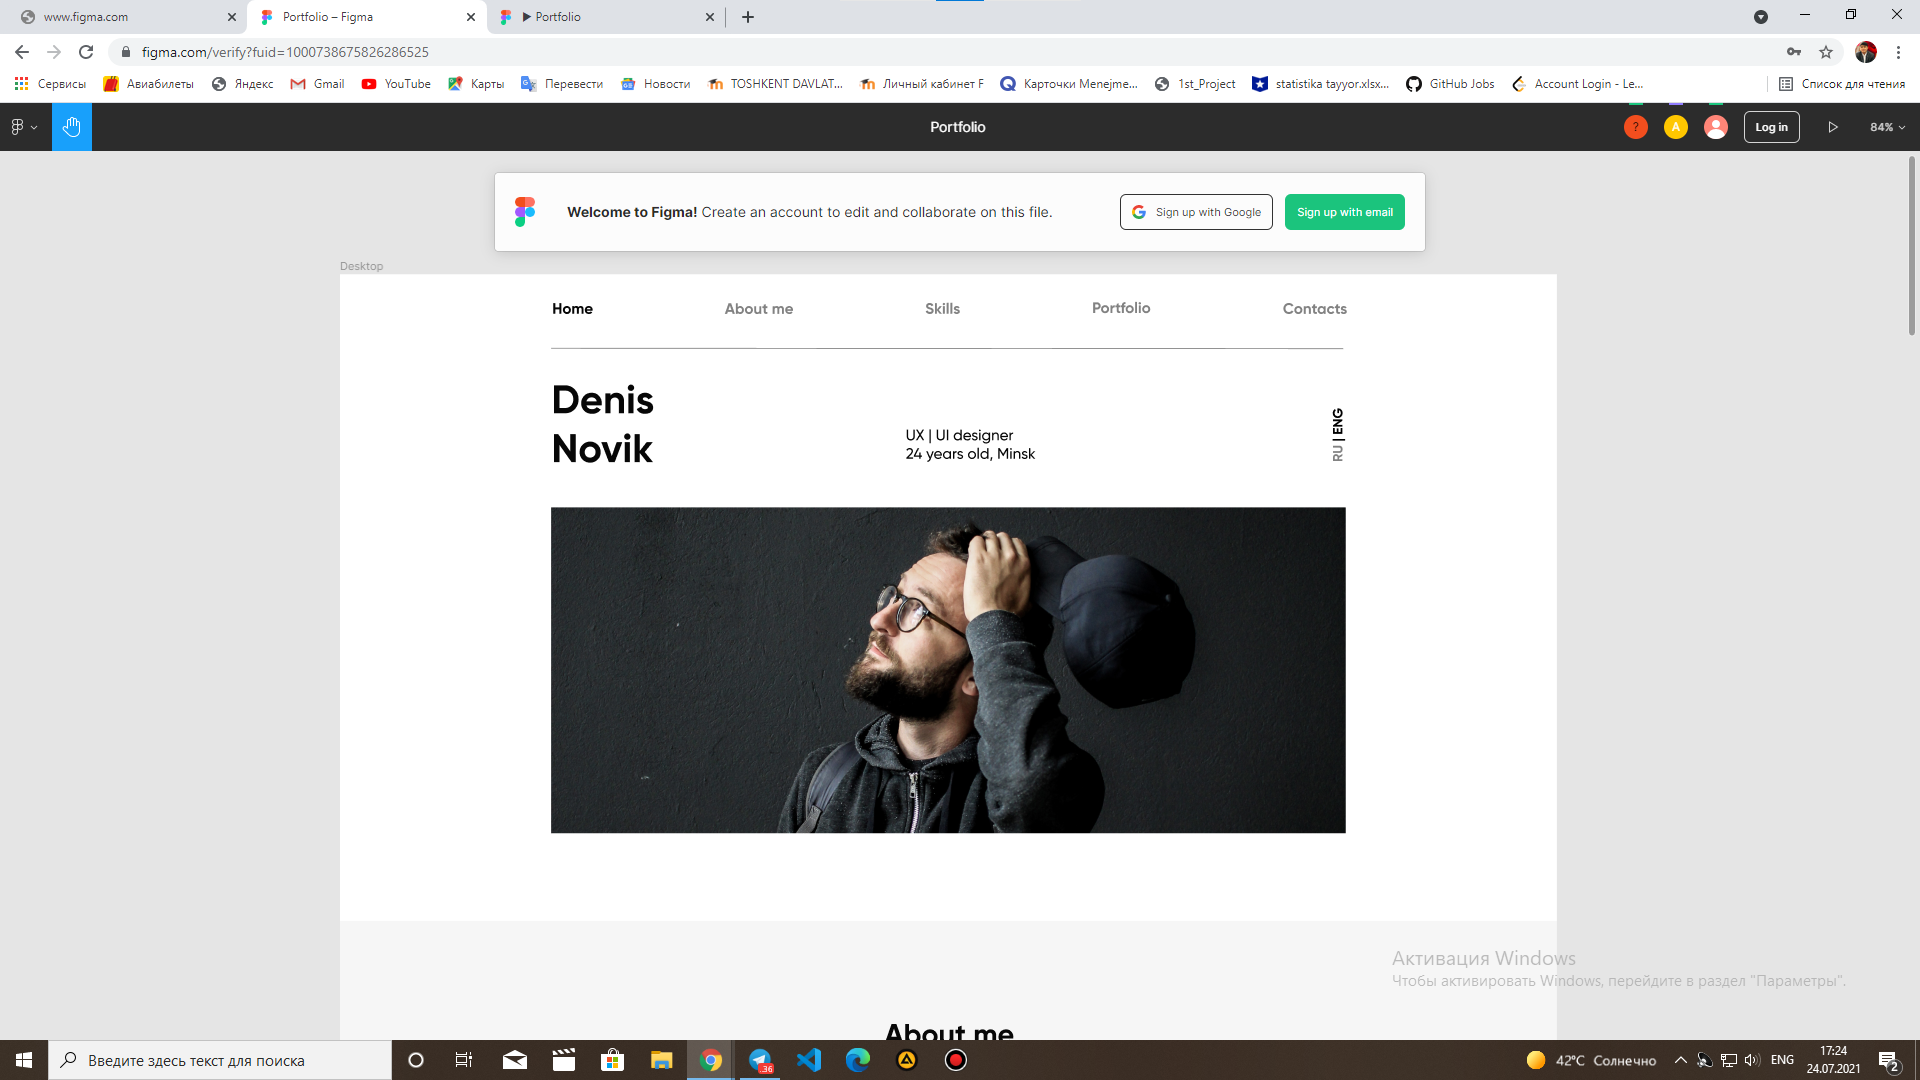 www.figma.com
Portfolio – Figma
Portfolio
figma.com/verify?fuid=1000738675826286525
Сервисы
Авиабилеты
Яндекс
Gmail
YouTube
Карты
Перевести
Новости
TOSHKENT DAVLAT...
Личный кабинет F
Карточки Menejme...
1st_Project
statistika tayyor.xlsx...
GitHub Jobs
Account Login - Le...
Список для чтения
Portfolio
?
A
Log in
84%
Welcome to Figma! Create an account to edit and collaborate on this file.
Sign up with Google
Sign up with email
Desktop
Home
About me
Skills
Portfolio
Contacts
Denis
Novik
UX | UI designer
24 years old, Minsk
RU | ENG
About me
Активация Windows
Чтобы активировать Windows, перейдите в раздел "Параметры".
Введите здесь текст для поиска
.36
42°C Солнечно
ENG
17:24
24.07.2021
2